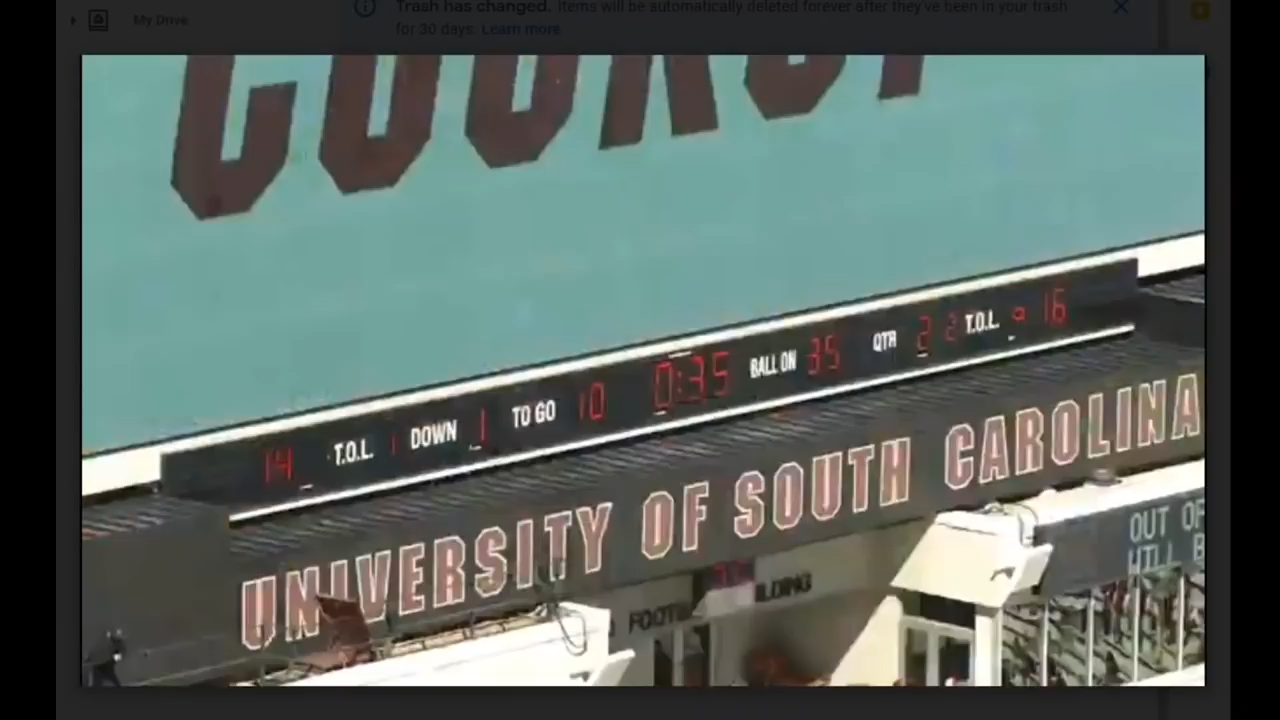 My Drive
Trash has changed. Items will be automatically deleted forever after they've been in your trash
for 30 days. Learn more
14 T.O.L. DOWN 1 TO GO 10 0:35 BALL ON 35 QTR 2 2 T.O.L. 16
UNIVERSITY OF SOUTH CAROLINA
OUT OF